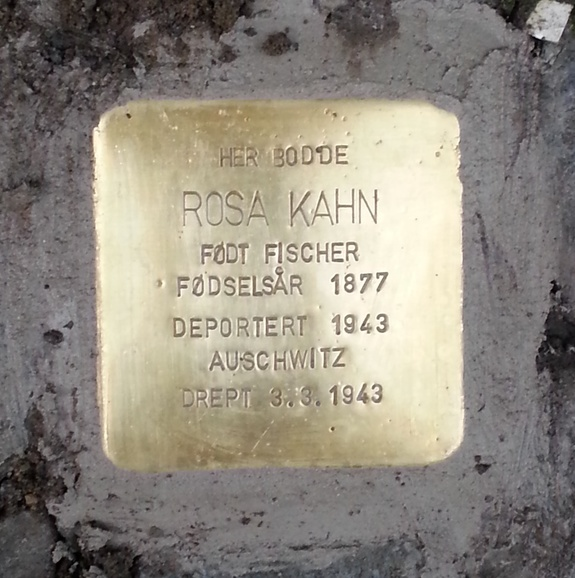 HER BODDE
ROSA KAHN
FØDT FISCHER
FØDSELSÅR 1877
DEPORTERT 1943
AUSCHWITZ
DREPT 3.3.1943